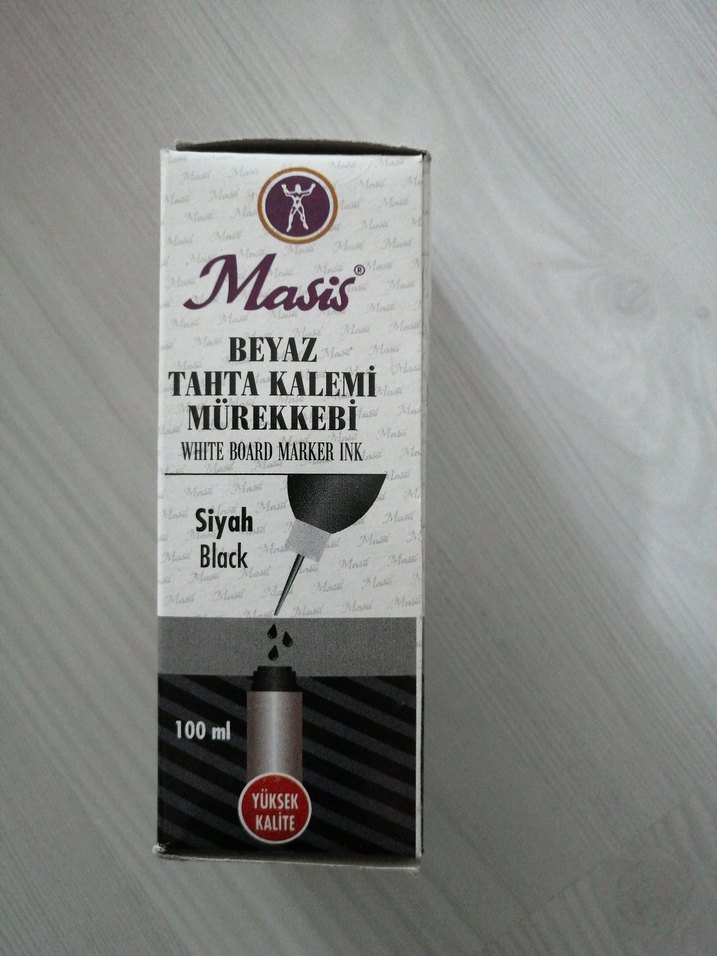 Masis®
BEYAZ
TAHTA KALEMİ
MÜREKKEBİ
WHITE BOARD MARKER INK
Siyah
Black
100 ml
YÜKSEK
KALİTE